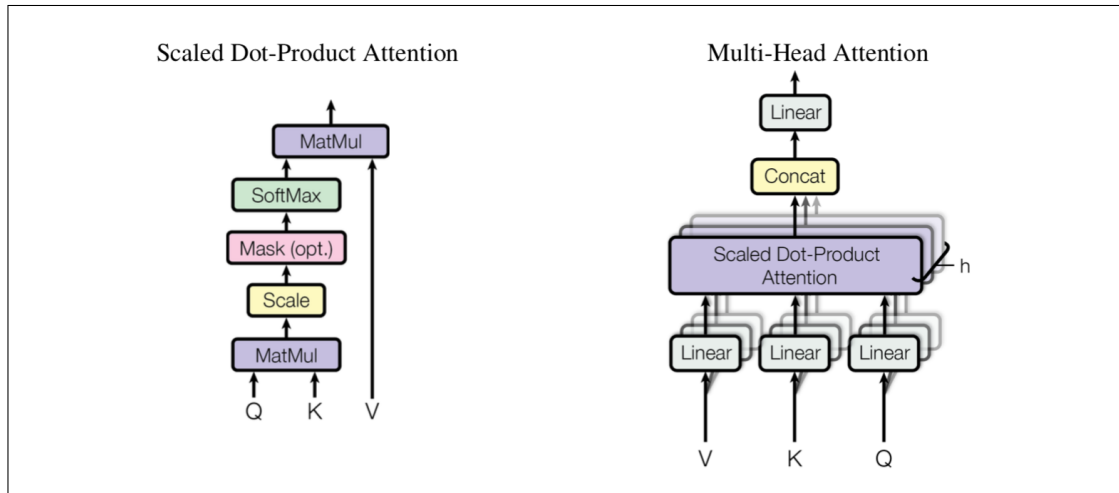 Scaled Dot-Product Attention
MatMul
SoftMax
Mask (opt.)
Scale
MatMul
Q K V
Multi-Head Attention
Linear
Concat
Scaled Dot-Product
Attention
h
Linear Linear Linear
V K Q